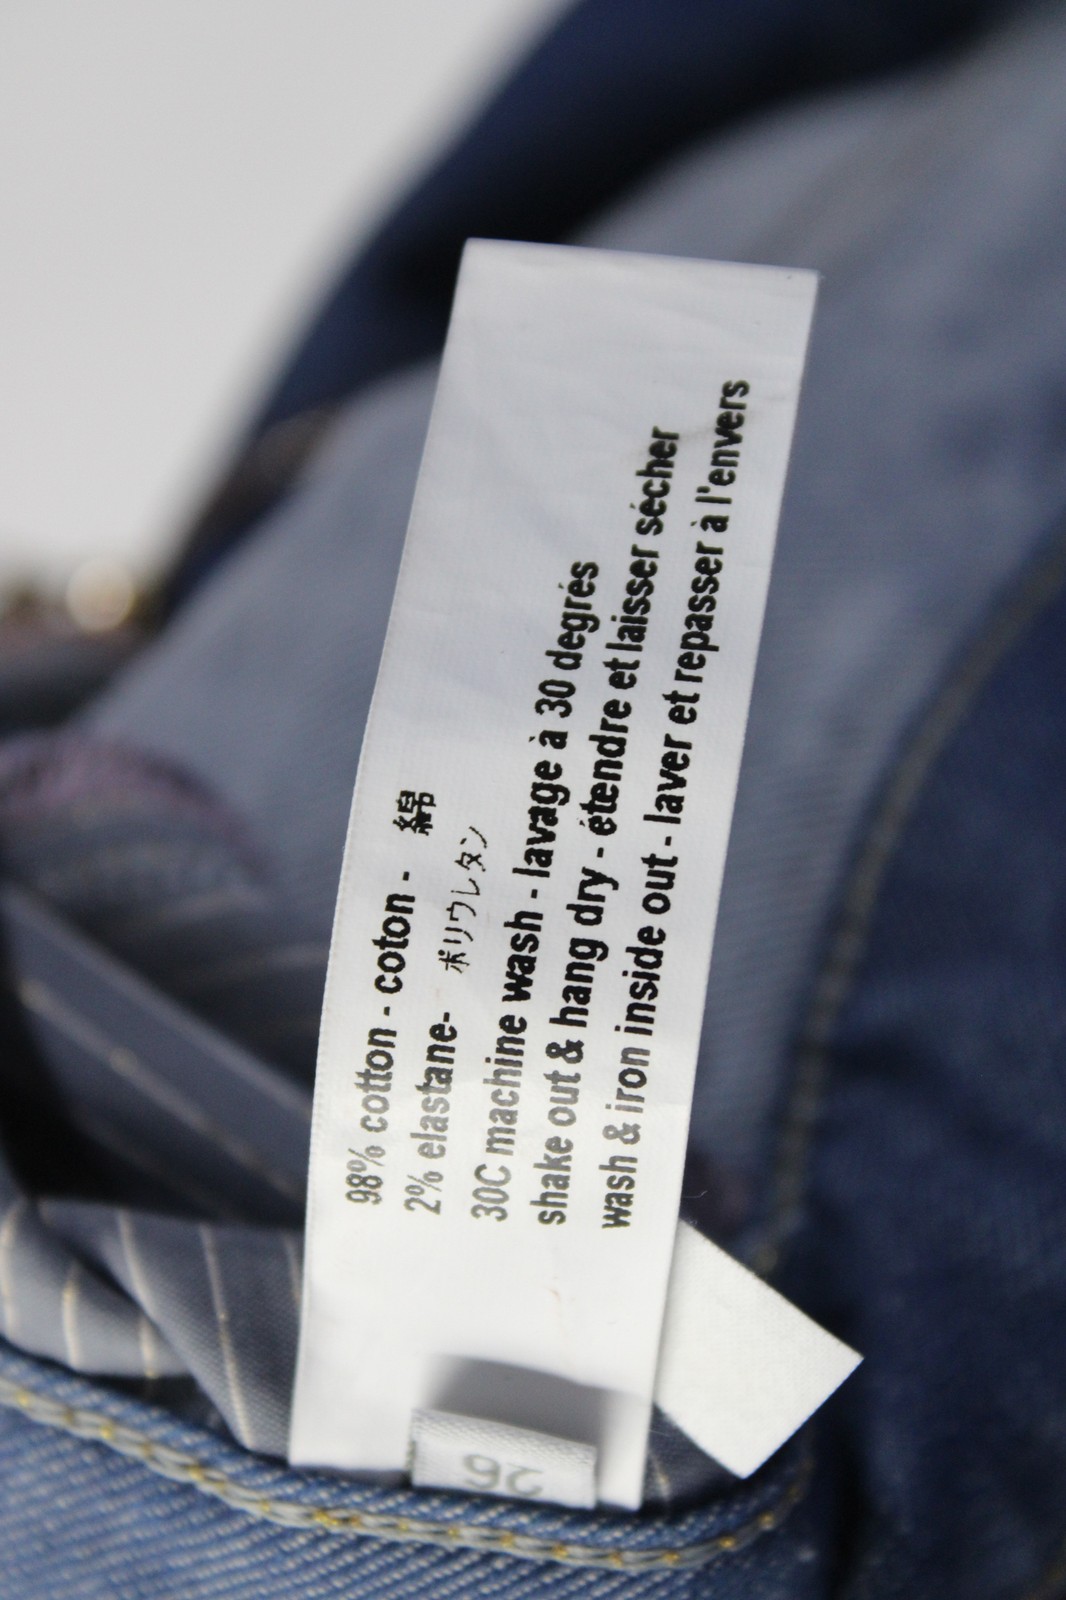 98% cotton - coton - 綿
2% elastane- ポリウレタン
30C machine wash - lavage à 30 degrés
shake out & hang dry - étendre et laisser sécher
wash & iron inside out - laver et repasser à l'envers
26